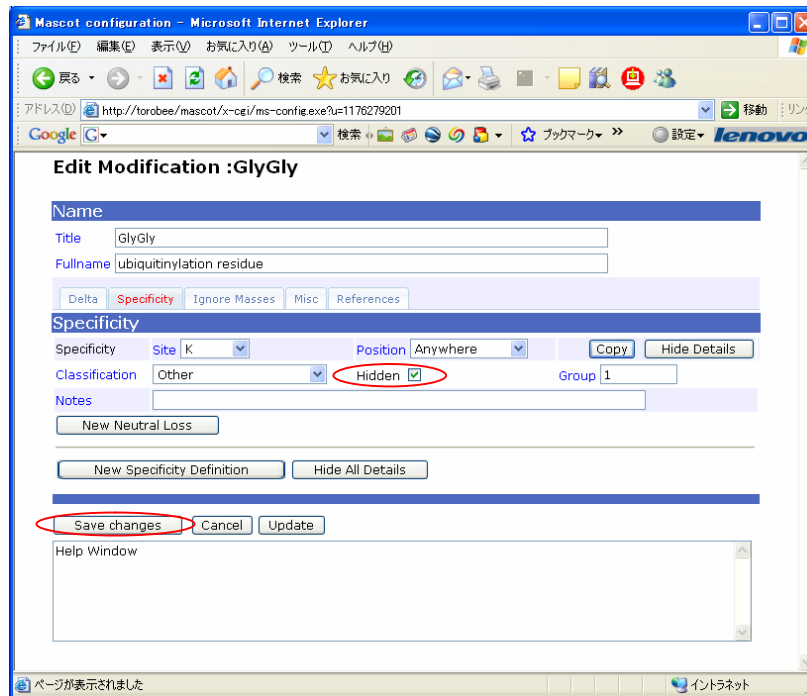 Mascot configuration - Microsoft Internet Explorer
ファイル(F) 編集(E) 表示(V) お気に入り(A) ツール(T) ヘルプ(H)
戻る 検索 お気に入り
アドレス(D) http://torobee/mascot/x-cgi/ms-config.exe?u=1176279201 移動 リンク
Google G 検索 ブックマーク >> 設定 lenovo
Edit Modification :GlyGly
Name
Title GlyGly
Fullname ubiquitinylation residue
Delta Specificity Ignore Masses Misc References
Specificity
Specificity Site K Position Anywhere Copy Hide Details
Classification Other Hidden Group 1
Notes
New Neutral Loss
New Specificity Definition Hide All Details
Save changes Cancel Update
Help Window
ページが表示されました イントラネット